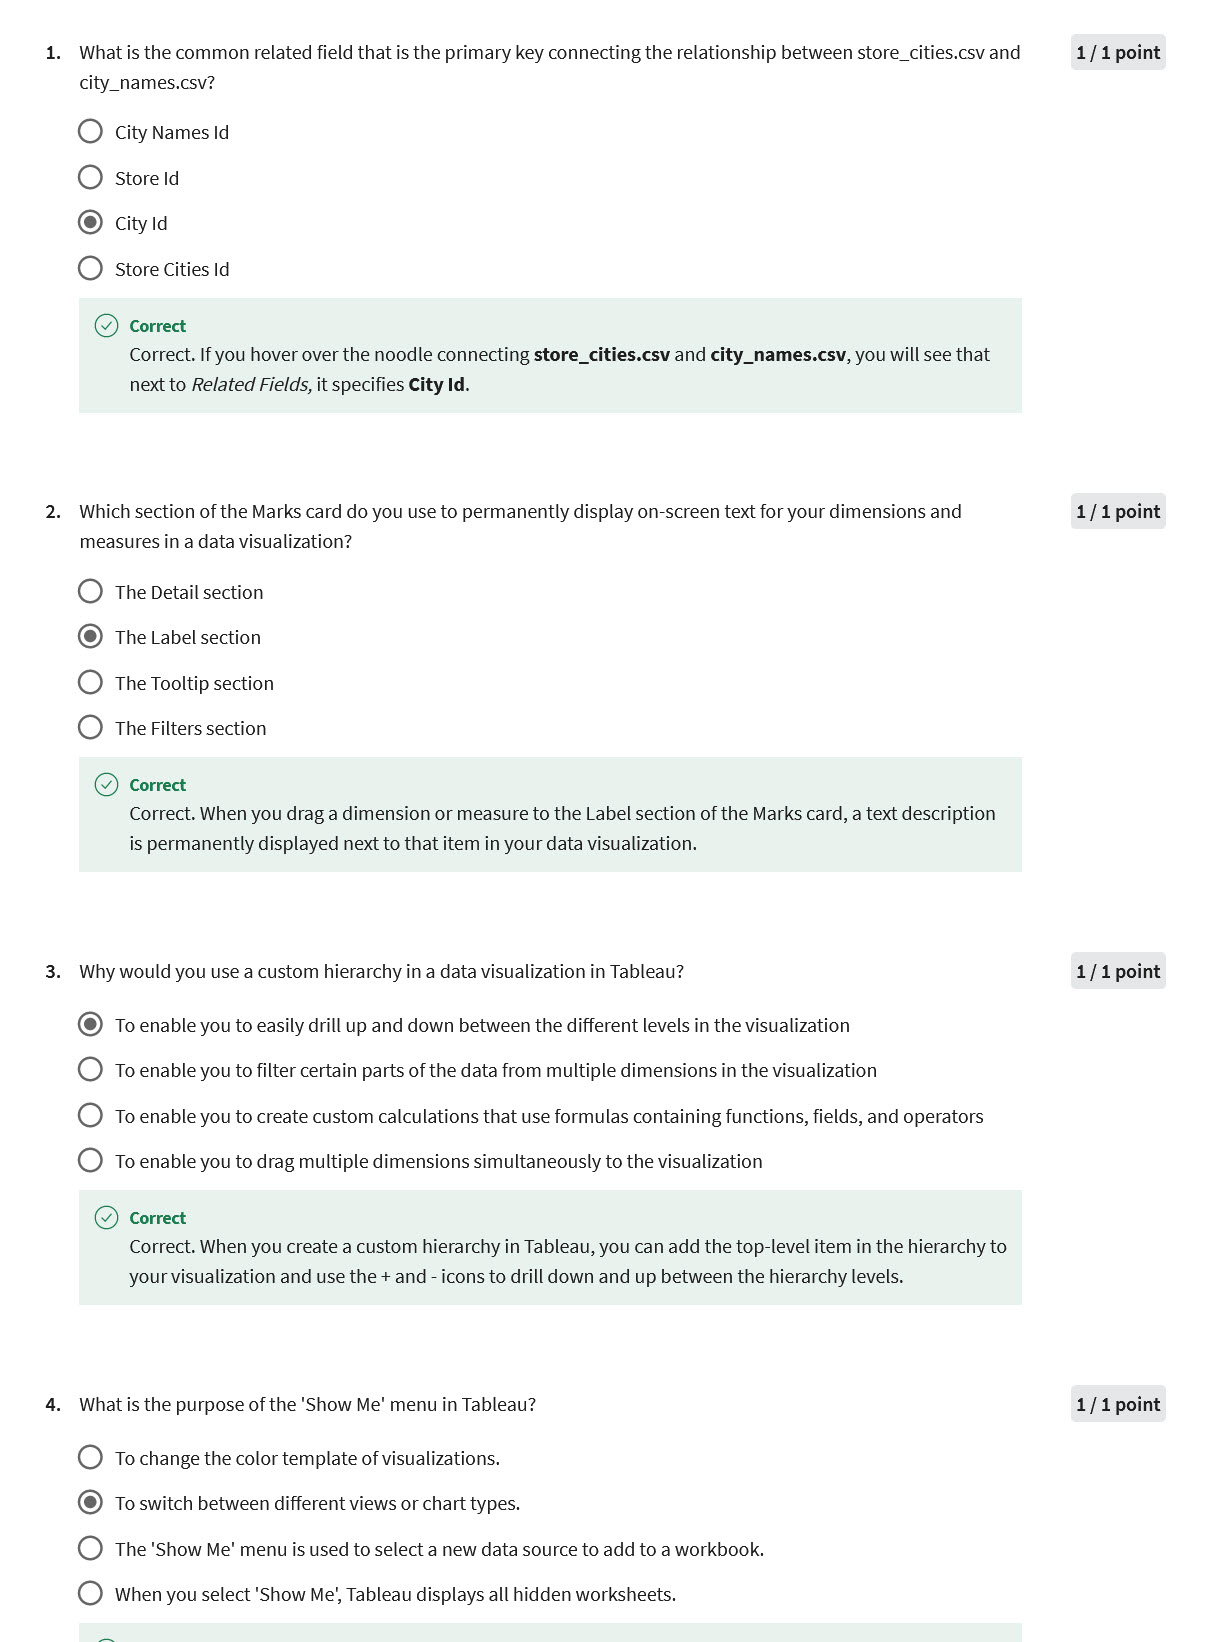 1. What is the common related field that is the primary key connecting the relationship between store_cities.csv and
city_names.csv?
1 / 1 point
City Names Id
Store Id
City Id
Store Cities Id
Correct
Correct. If you hover over the noodle connecting store_cities.csv and city_names.csv, you will see that
next to Related Fields, it specifies City Id.
2. Which section of the Marks card do you use to permanently display on-screen text for your dimensions and
measures in a data visualization?
1 / 1 point
The Detail section
The Label section
The Tooltip section
The Filters section
Correct
Correct. When you drag a dimension or measure to the Label section of the Marks card, a text description
is permanently displayed next to that item in your data visualization.
3. Why would you use a custom hierarchy in a data visualization in Tableau?
1 / 1 point
To enable you to easily drill up and down between the different levels in the visualization
To enable you to filter certain parts of the data from multiple dimensions in the visualization
To enable you to create custom calculations that use formulas containing functions, fields, and operators
To enable you to drag multiple dimensions simultaneously to the visualization
Correct
Correct. When you create a custom hierarchy in Tableau, you can add the top-level item in the hierarchy to
your visualization and use the + and - icons to drill down and up between the hierarchy levels.
4. What is the purpose of the 'Show Me' menu in Tableau?
1 / 1 point
To change the color template of visualizations.
To switch between different views or chart types.
The 'Show Me' menu is used to select a new data source to add to a workbook.
When you select 'Show Me', Tableau displays all hidden worksheets.